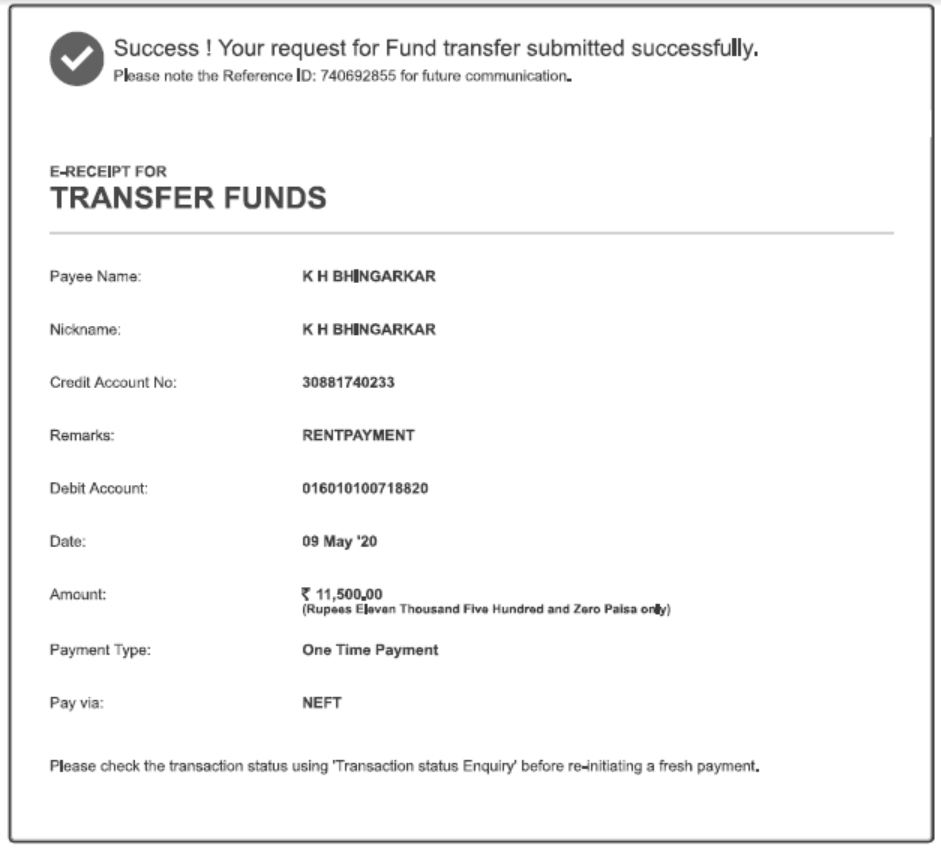 Success ! Your request for Fund transfer submitted successfully.
Please note the Reference ID: 740692855 for future communication.
E-RECEIPT FOR
TRANSFER FUNDS
Payee Name: K H BHINGARKAR
Nickname: K H BHINGARKAR
Credit Account No: 30881740233
Remarks: RENTPAYMENT
Debit Account: 016010100718820
Date: 09 May '20
Amount: ₹ 11,500.00
(Rupees Eleven Thousand Five Hundred and Zero Paisa only)
Payment Type: One Time Payment
Pay via: NEFT
Please check the transaction status using 'Transaction status Enquiry' before re-initiating a fresh payment.